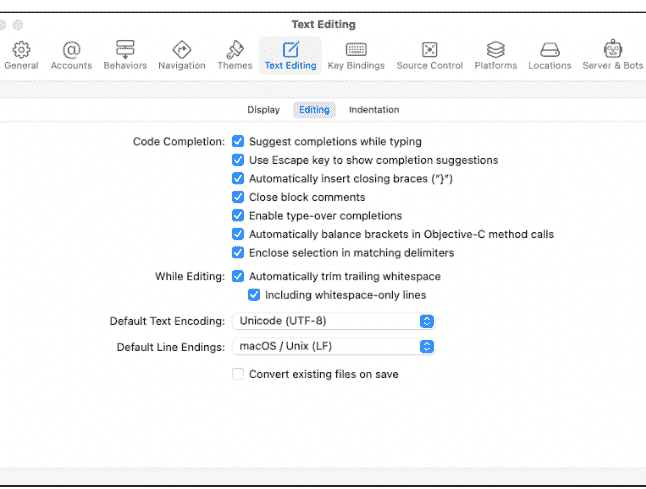 Text Editing
General Accounts Behaviors Navigation Themes Text Editing Key Bindings Source Control Platforms Locations Server & Bots
Display Editing Indentation
Code Completion: Suggest completions while typing
Use Escape key to show completion suggestions
Automatically insert closing braces ("}")
Close block comments
Enable type-over completions
Automatically balance brackets in Objective-C method calls
Enclose selection in matching delimiters
While Editing: Automatically trim trailing whitespace
Including whitespace-only lines
Default Text Encoding: Unicode (UTF-8)
Default Line Endings: macOS / Unix (LF)
Convert existing files on save